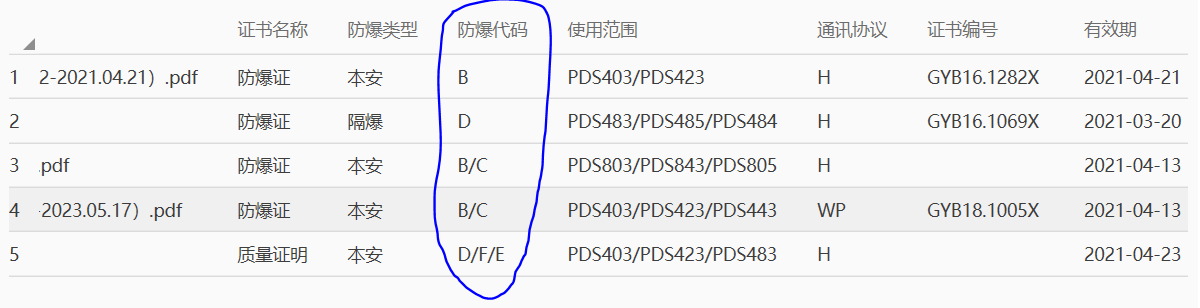 证书名称 防爆类型 防爆代码 使用范围 通讯协议 证书编号 有效期
1 2-2021.04.21）.pdf 防爆证 本安 B PDS403/PDS423 H GYB16.1282X 2021-04-21
2 防爆证 隔爆 D PDS483/PDS485/PDS484 H GYB16.1069X 2021-03-20
3 .pdf 防爆证 本安 B/C PDS803/PDS843/PDS805 H 2021-04-13
4 -2023.05.17）.pdf 防爆证 本安 B/C PDS403/PDS423/PDS443 WP GYB18.1005X 2021-04-13
5 质量证明 本安 D/F/E PDS403/PDS423/PDS483 H 2021-04-23